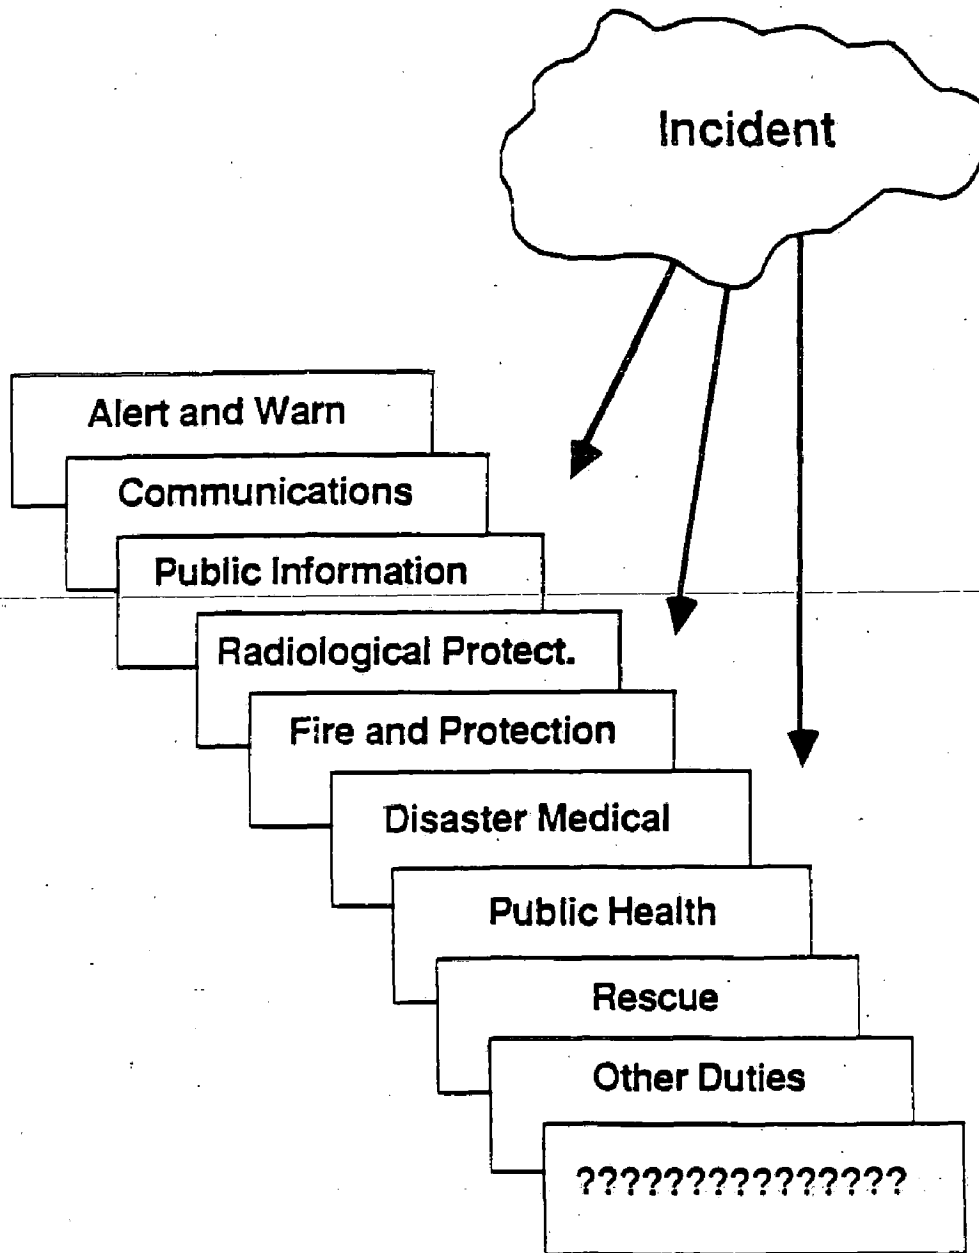 Incident
Alert and Warn
Communications
Public Information
Radiological Protect.
Fire and Protection
Disaster Medical
Public Health
Rescue
Other Duties
???????????????